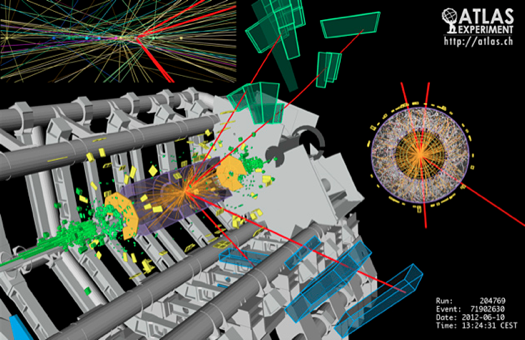 ATLAS
EXPERIMENT
http://atlas.ch
Run: 204769
Event: 71902630
Date: 2012-06-10
Time: 13:24:31 CEST